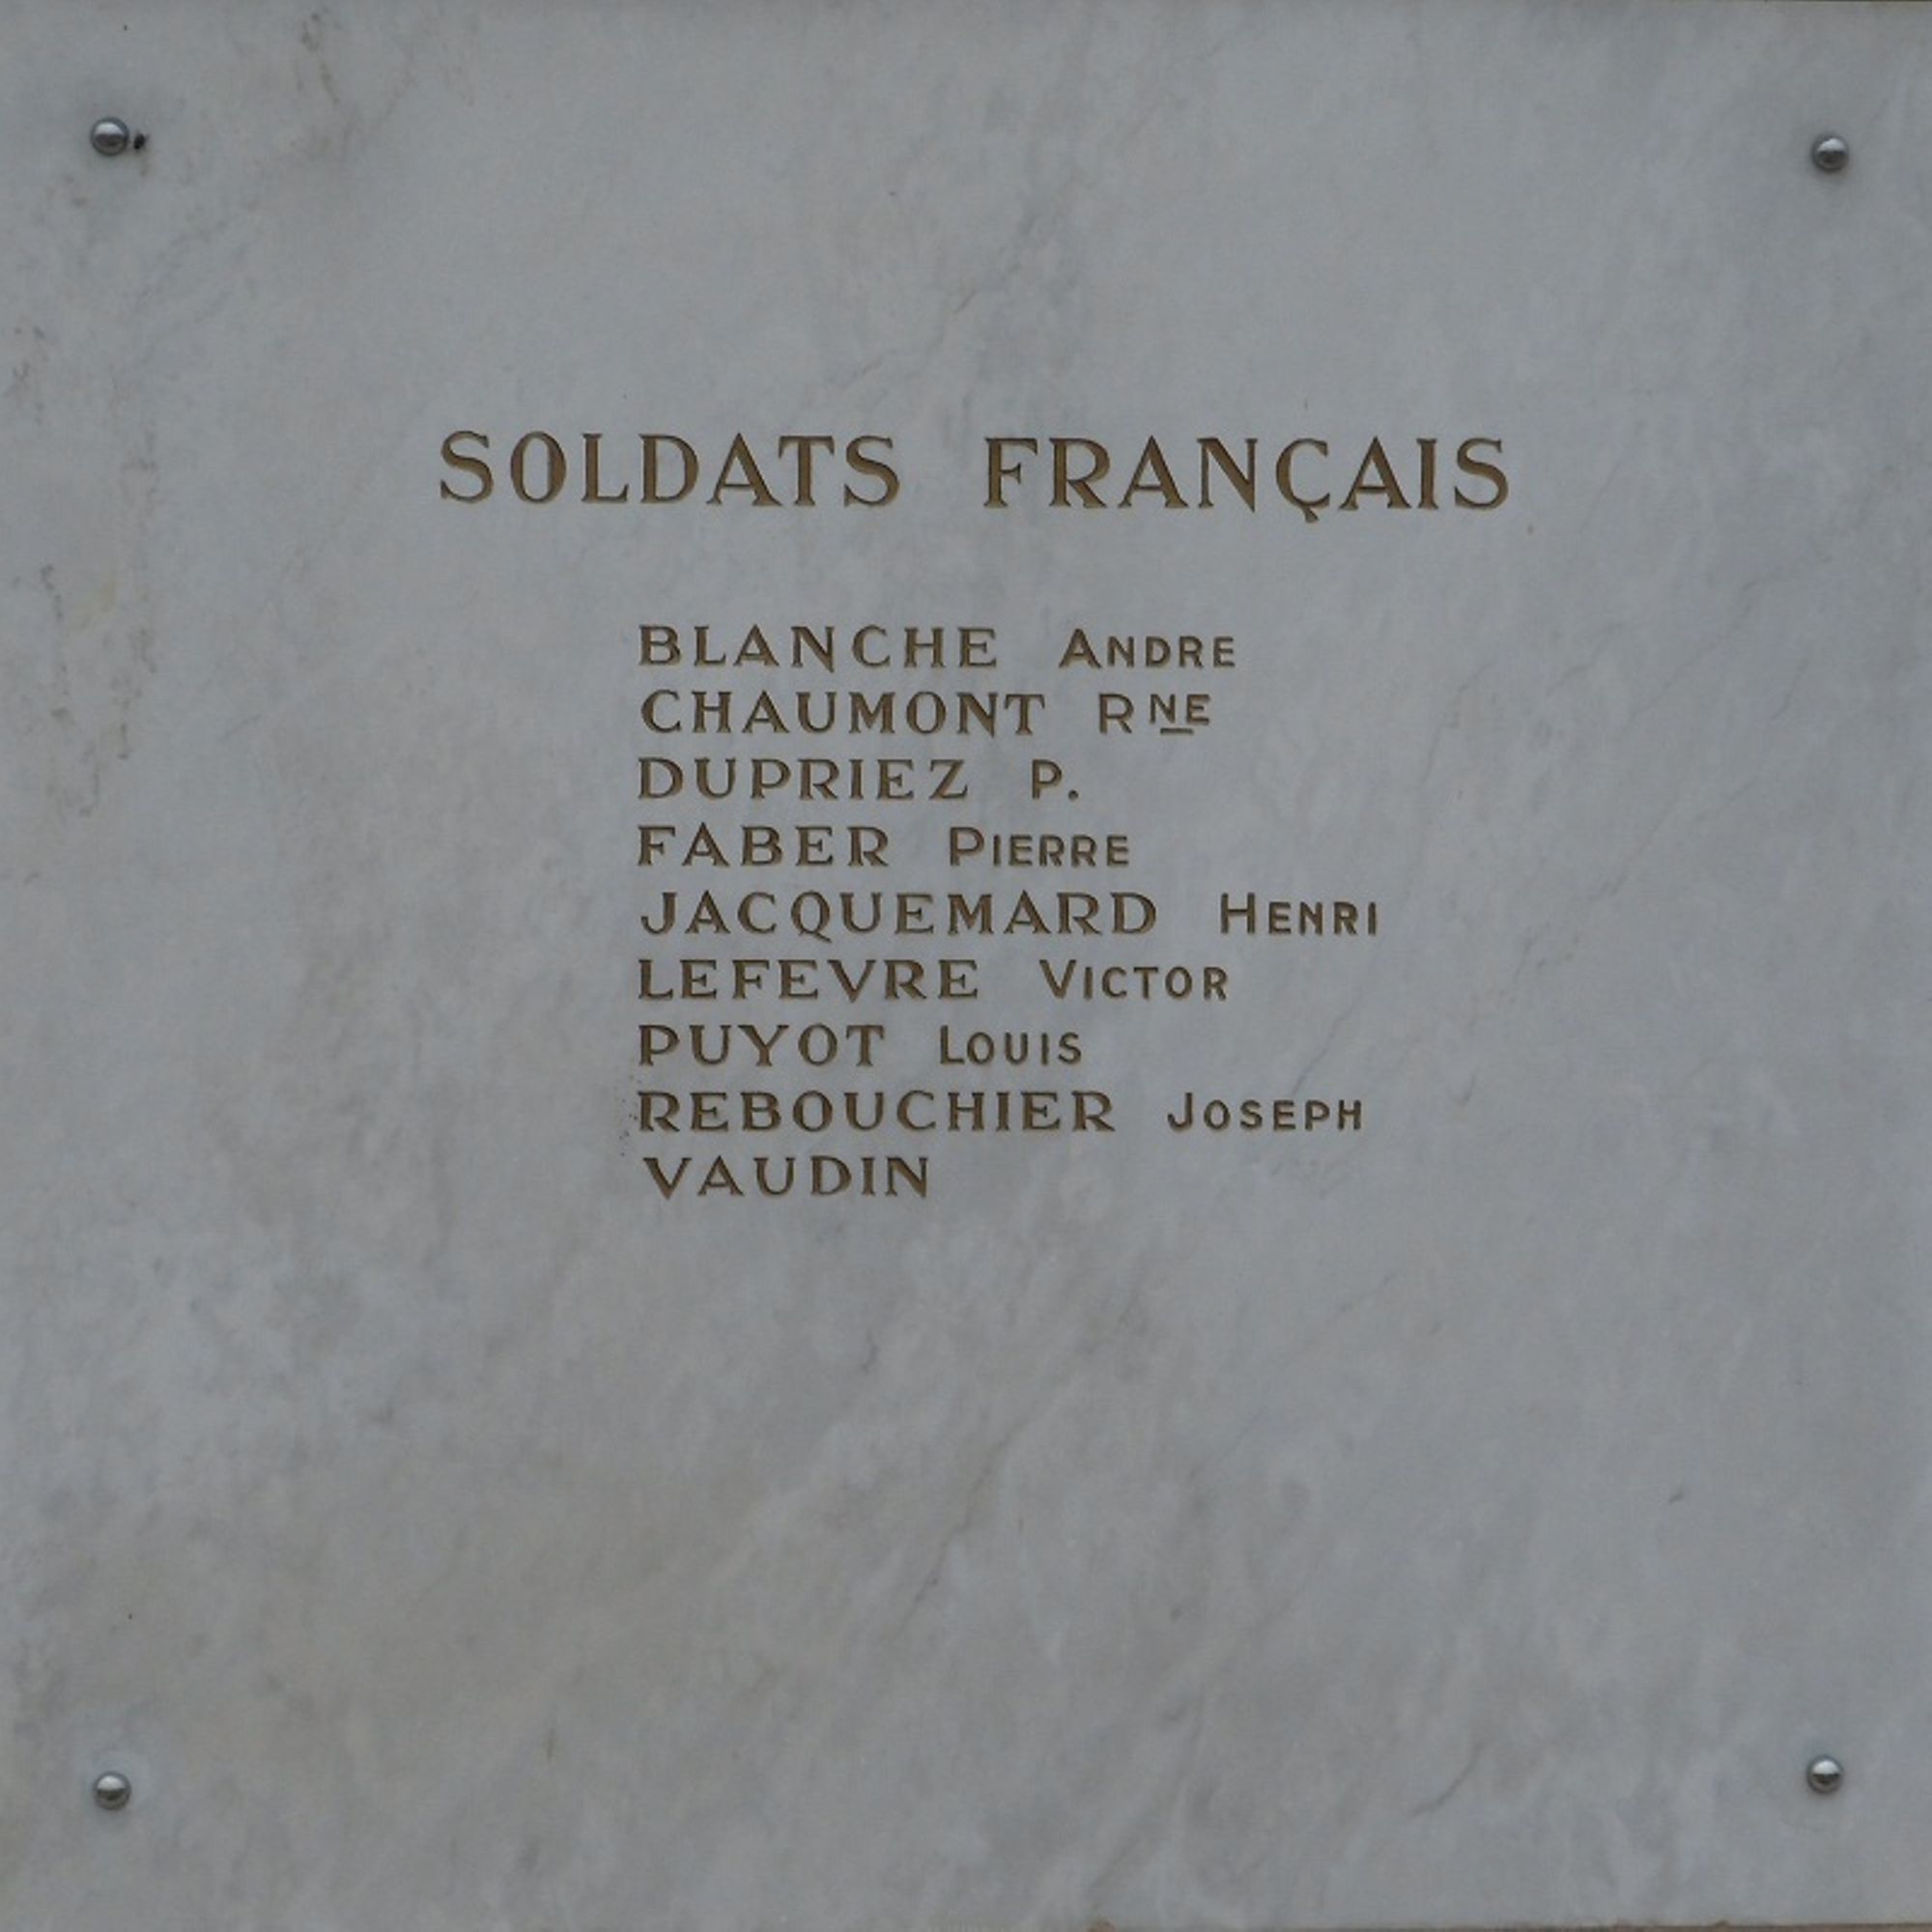 SOLDATS FRANÇAIS
BLANCHE ANDRE
CHAUMONT RNE
DUPRIEZ P.
FABER PIERRE
JACQUEMARD HENRI
LEFEVRE VICTOR
PUYOT LOUIS
REBOUCHIER JOSEPH
VAUDIN